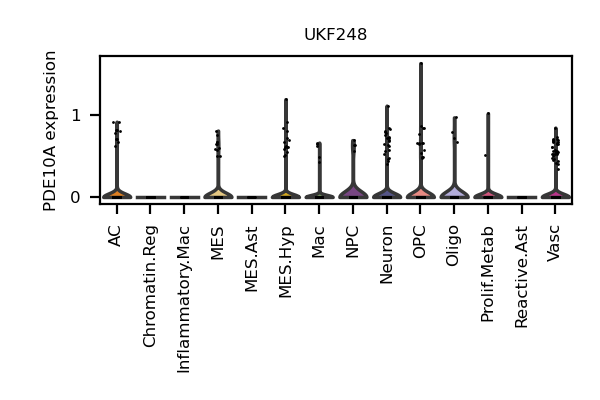 UKF248
PDE10A expression
1
0
AC
Chromatin.Reg
Inflammatory.Mac
MES
MES.Ast
MES.Hyp
Mac
NPC
Neuron
OPC
Oligo
Prolif.Metab
Reactive.Ast
Vasc